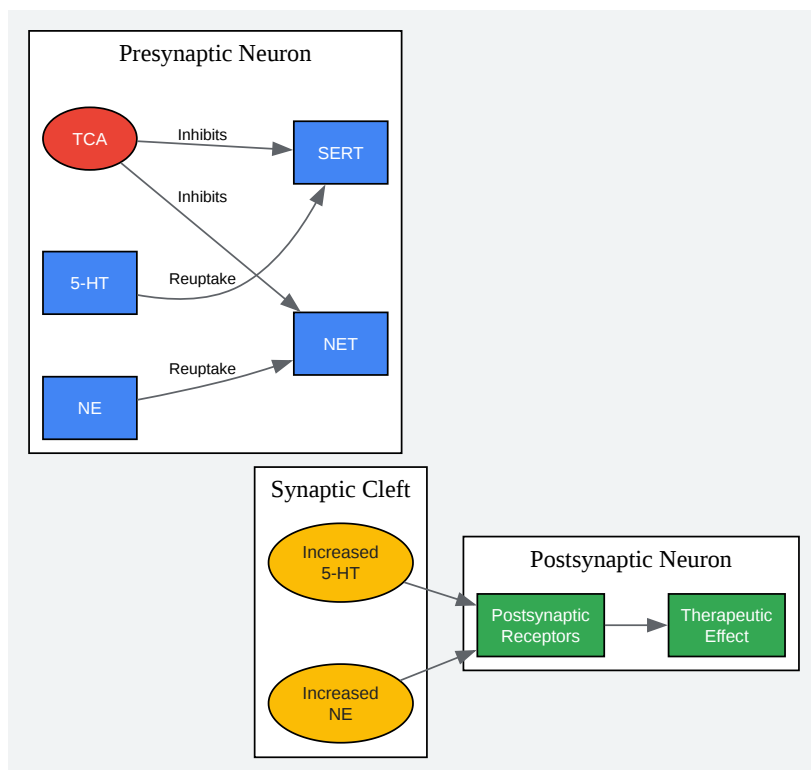 Presynaptic Neuron
TCA
Inhibits
SERT
Inhibits
5-HT
Reuptake
NET
Reuptake
NE
Synaptic Cleft
Increased
5-HT
Increased
NE
Postsynaptic Neuron
Postsynaptic
Receptors
Therapeutic
Effect